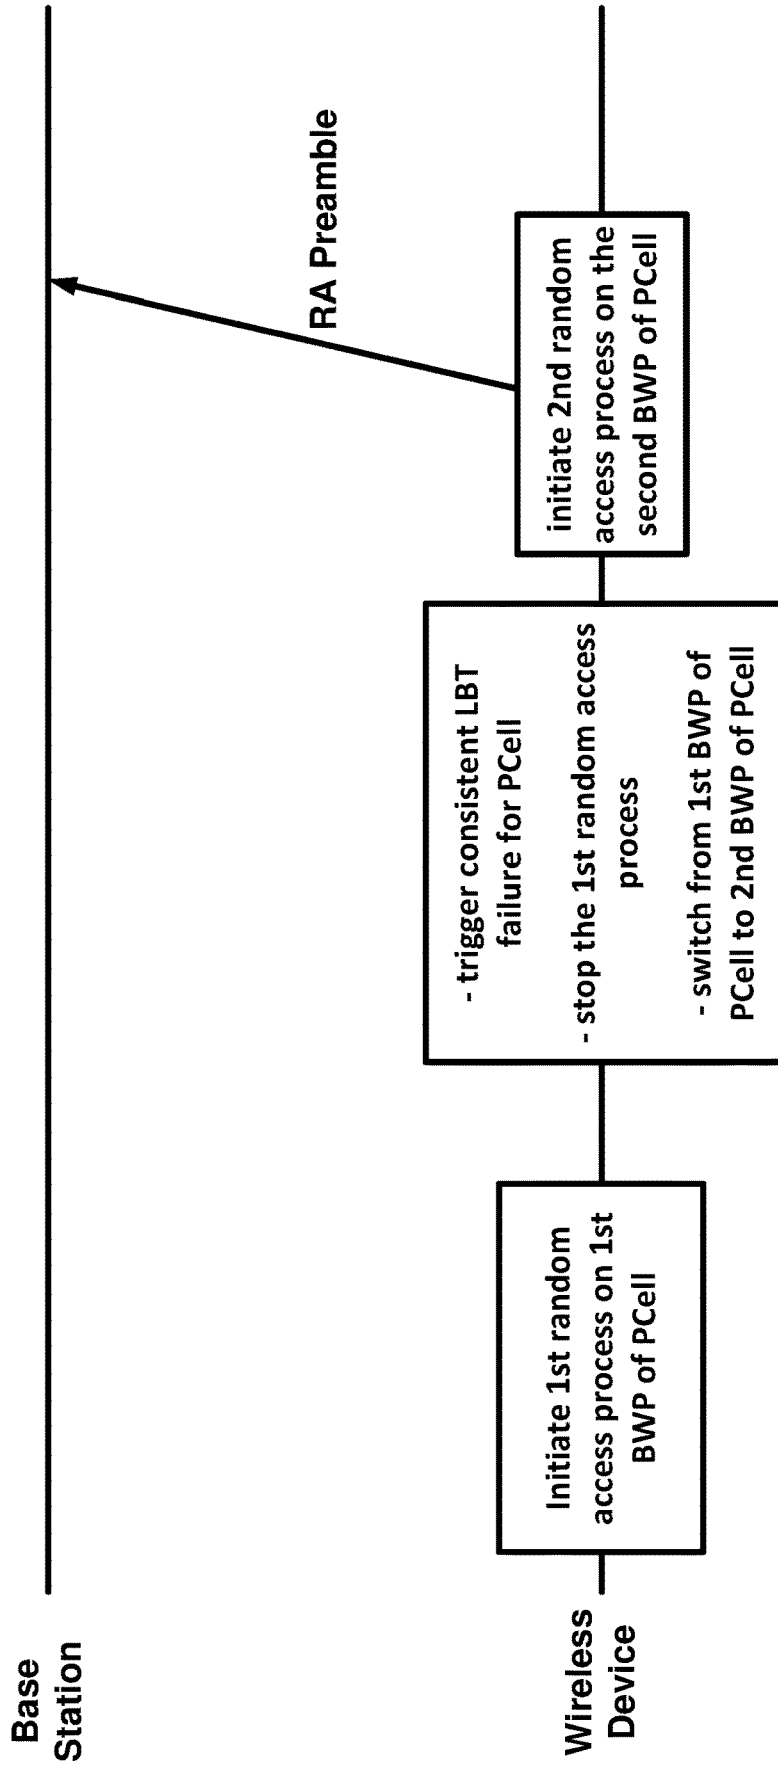 Base
Station
RA Preamble
Wireless
Device
Initiate 1st random
access process on 1st
BWP of PCell
- trigger consistent LBT
failure for PCell
- stop the 1st random access
process
- switch from 1st BWP of
PCell to 2nd BWP of PCell
initiate 2nd random
access process on the
second BWP of PCell